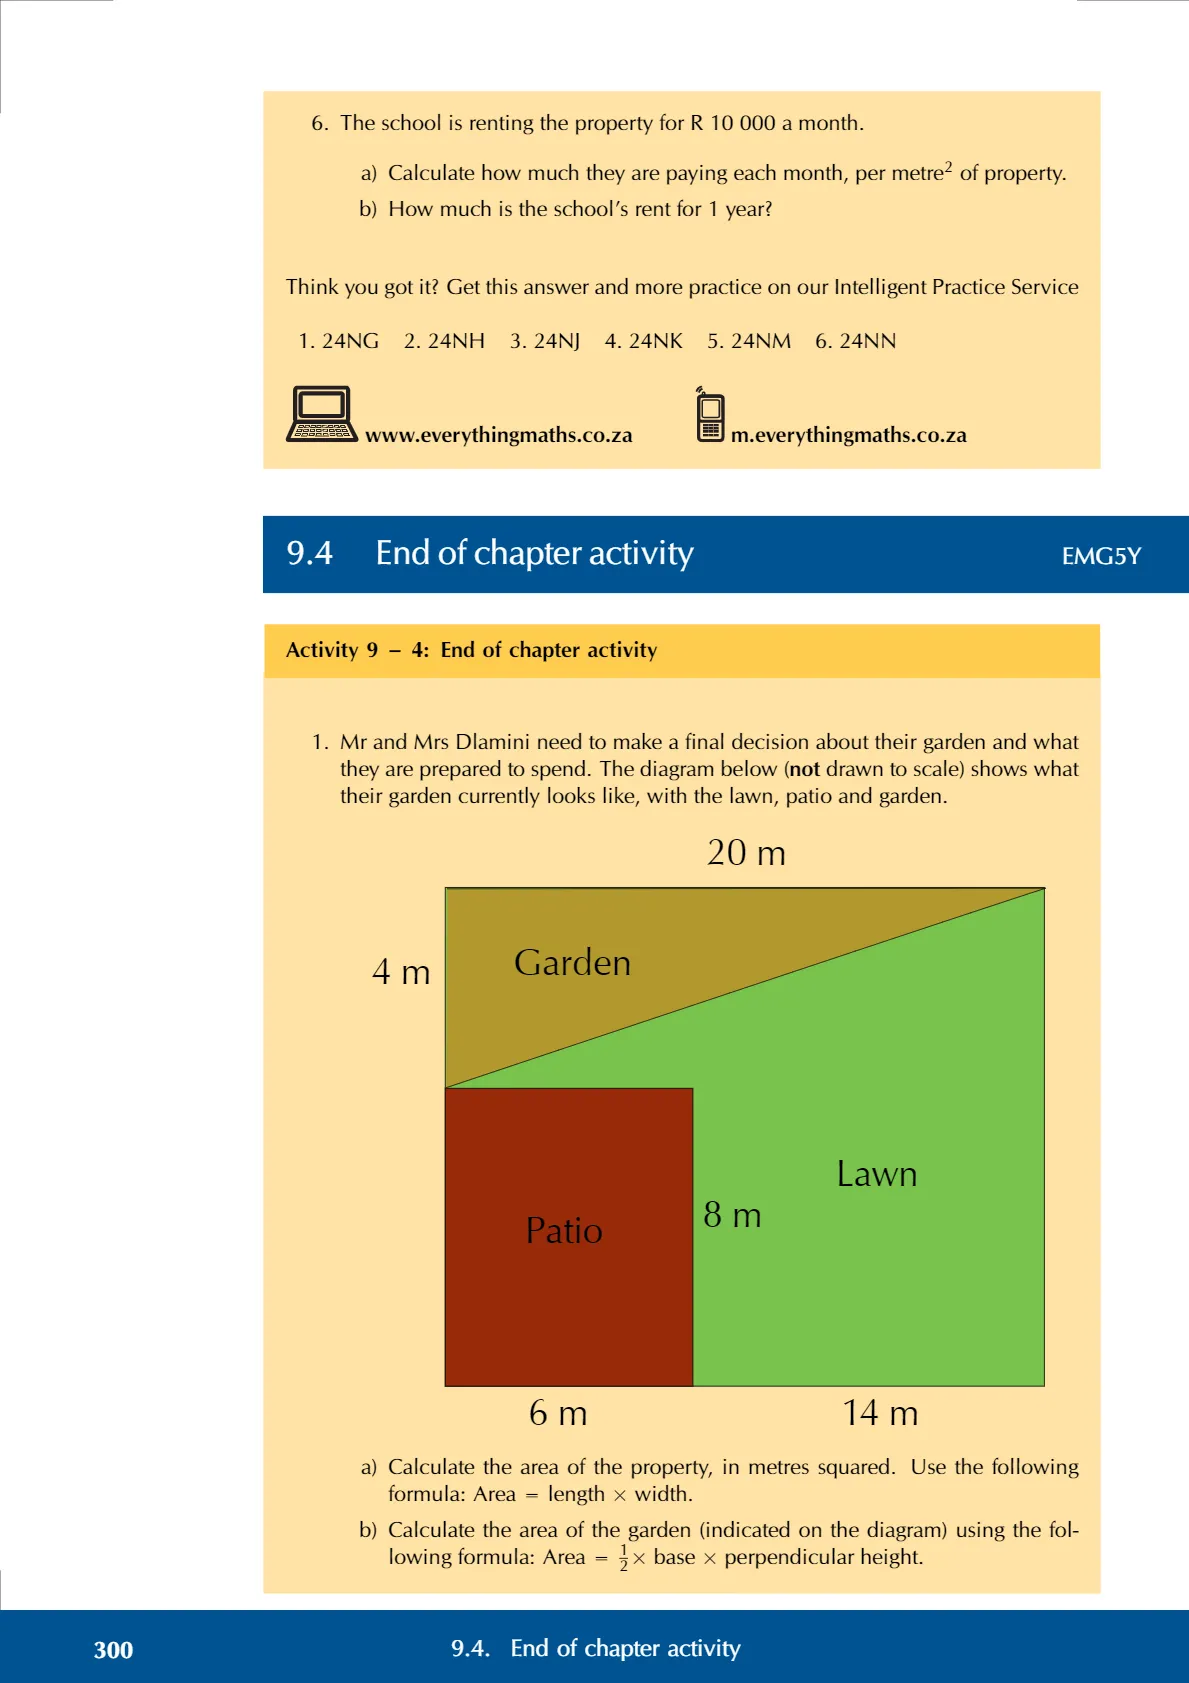 6. The school is renting the property for R 10 000 a month.
a) Calculate how much they are paying each month, per metre² of property.
b) How much is the school's rent for 1 year?
Think you got it? Get this answer and more practice on our Intelligent Practice Service
1. 24NG 2. 24NH 3. 24NJ 4. 24NK 5. 24NM 6. 24NN
www.everythingmaths.co.za m.everythingmaths.co.za
9.4 End of chapter activity EMG5Y
Activity 9 – 4: End of chapter activity
1. Mr and Mrs Dlamini need to make a final decision about their garden and what
they are prepared to spend. The diagram below (not drawn to scale) shows what
their garden currently looks like, with the lawn, patio and garden.
20 m
Garden
4 m
Lawn
8 m
Patio
6 m 14 m
a) Calculate the area of the property, in metres squared. Use the following
formula: Area = length × width.
b) Calculate the area of the garden (indicated on the diagram) using the fol-
lowing formula: Area = ½× base × perpendicular height.
300 9.4. End of chapter activity